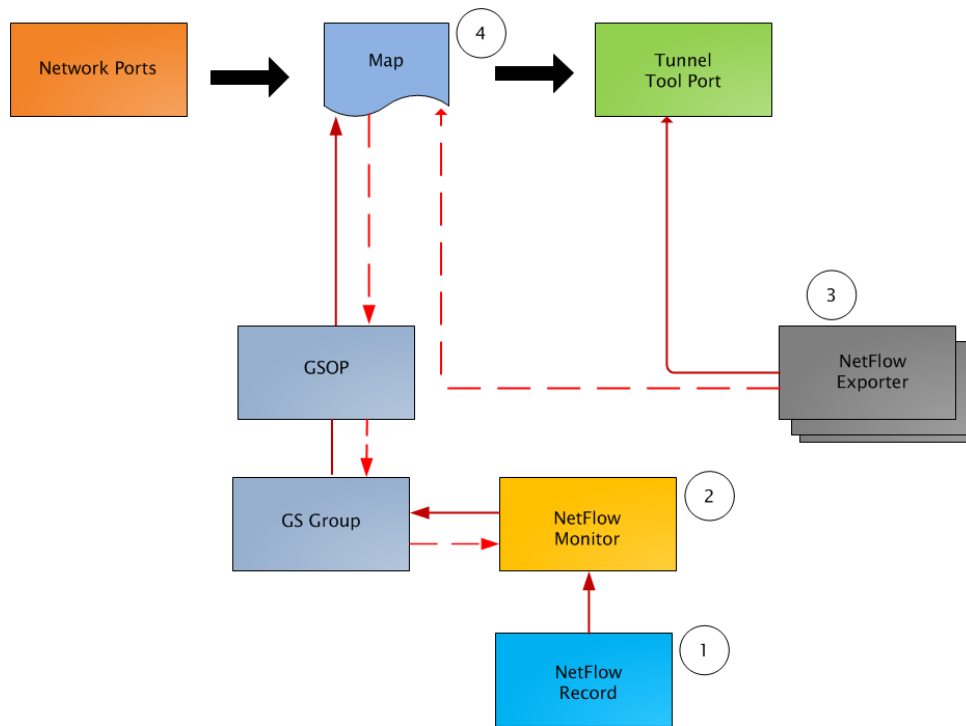 Network Ports
Map
4
Tunnel
Tool Port
3
GSOP
NetFlow
Exporter
GS Group
NetFlow
Monitor
2
NetFlow
Record
1